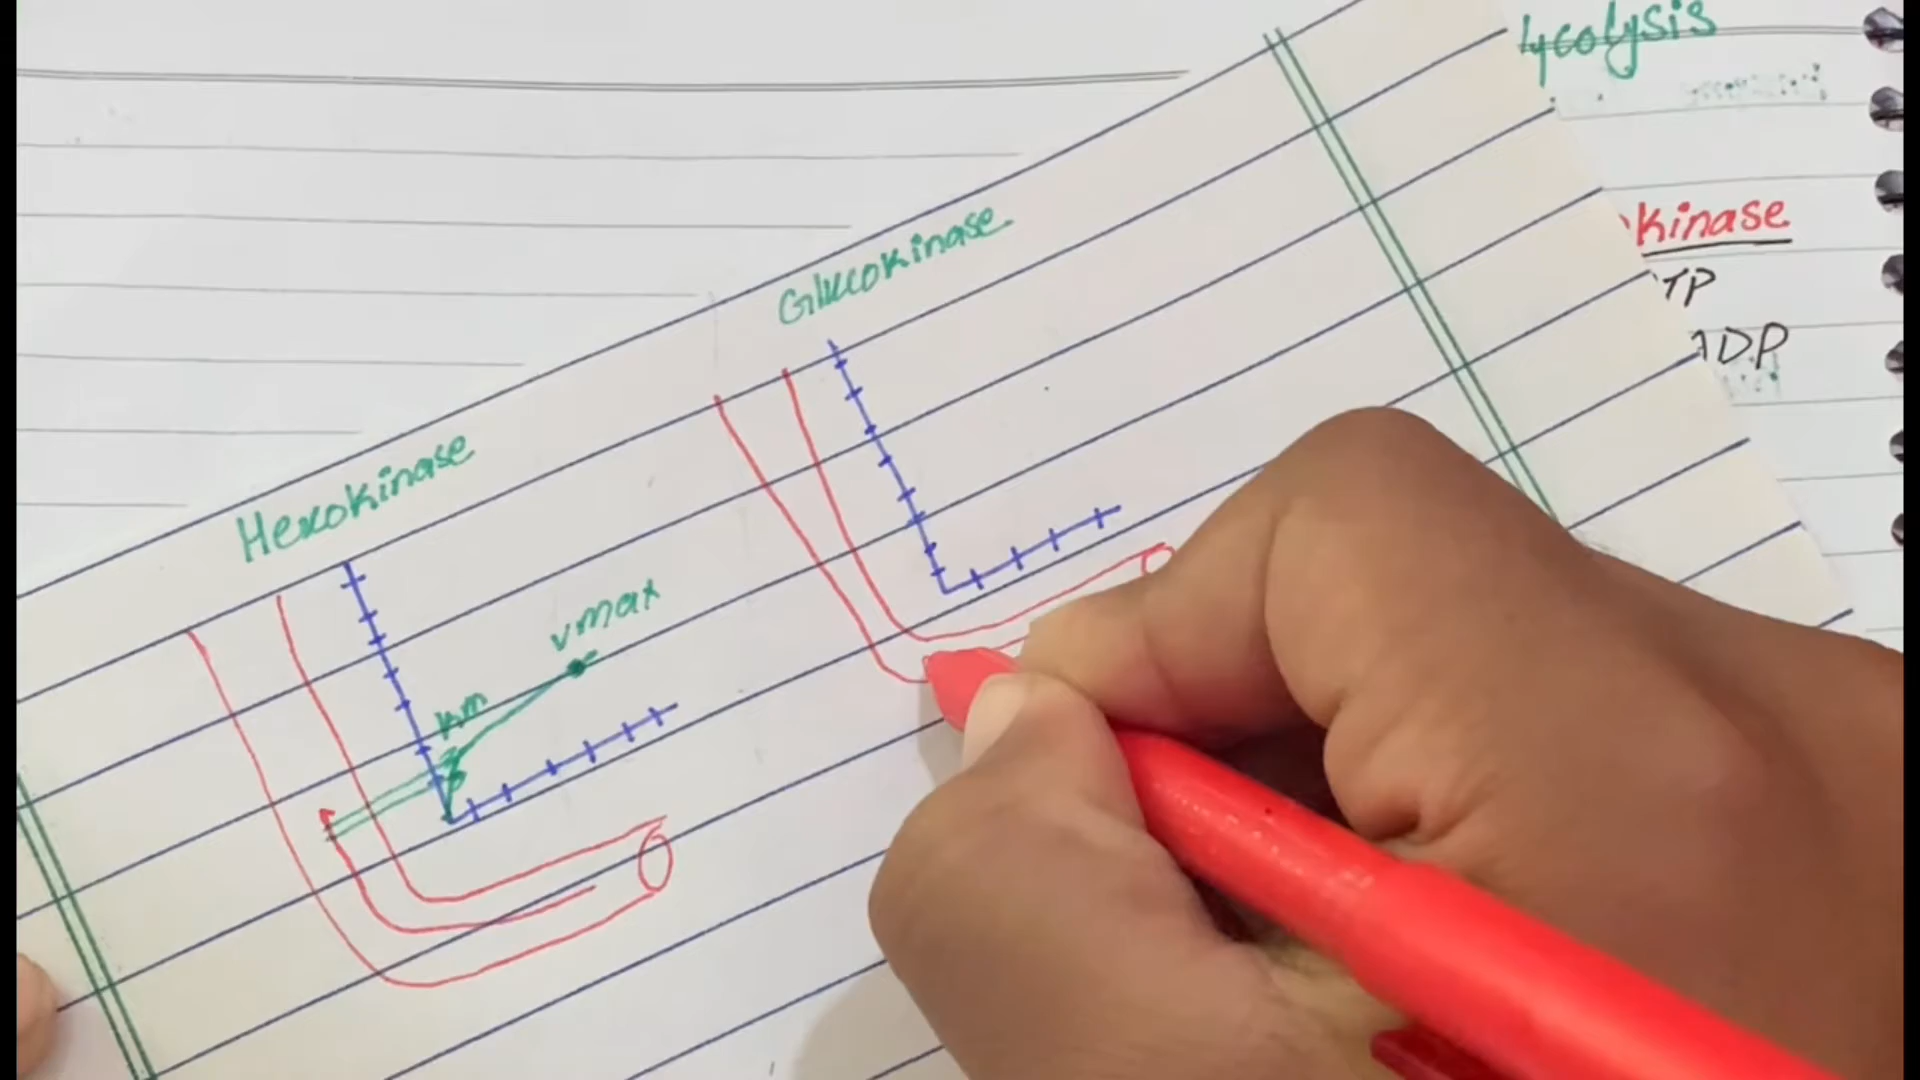 lycolysis
kinase
TP
ADP
Glucokinase
Hexokinase
vmax
km